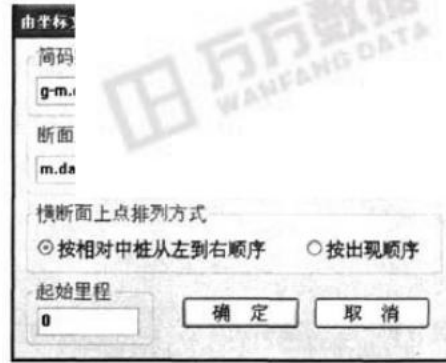 由坐标
万方数据
WANFANG DATA
简码
g-m.
断面
m.da
横断面上点排列方式
按相对中桩从左到右顺序 按出现顺序
起始里程
0
确 定 取 消